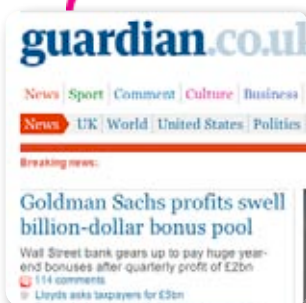 guardian.co.ul
News Sport Comment Culture Business
News UK World United States Politics
Breaking news:
Goldman Sachs profits swell
billion-dollar bonus pool
Wall Street bank gears up to pay huge year-
end bonuses after quarterly profit of £2bn
114 comments
Lloyds asks taxpayers for £5bn